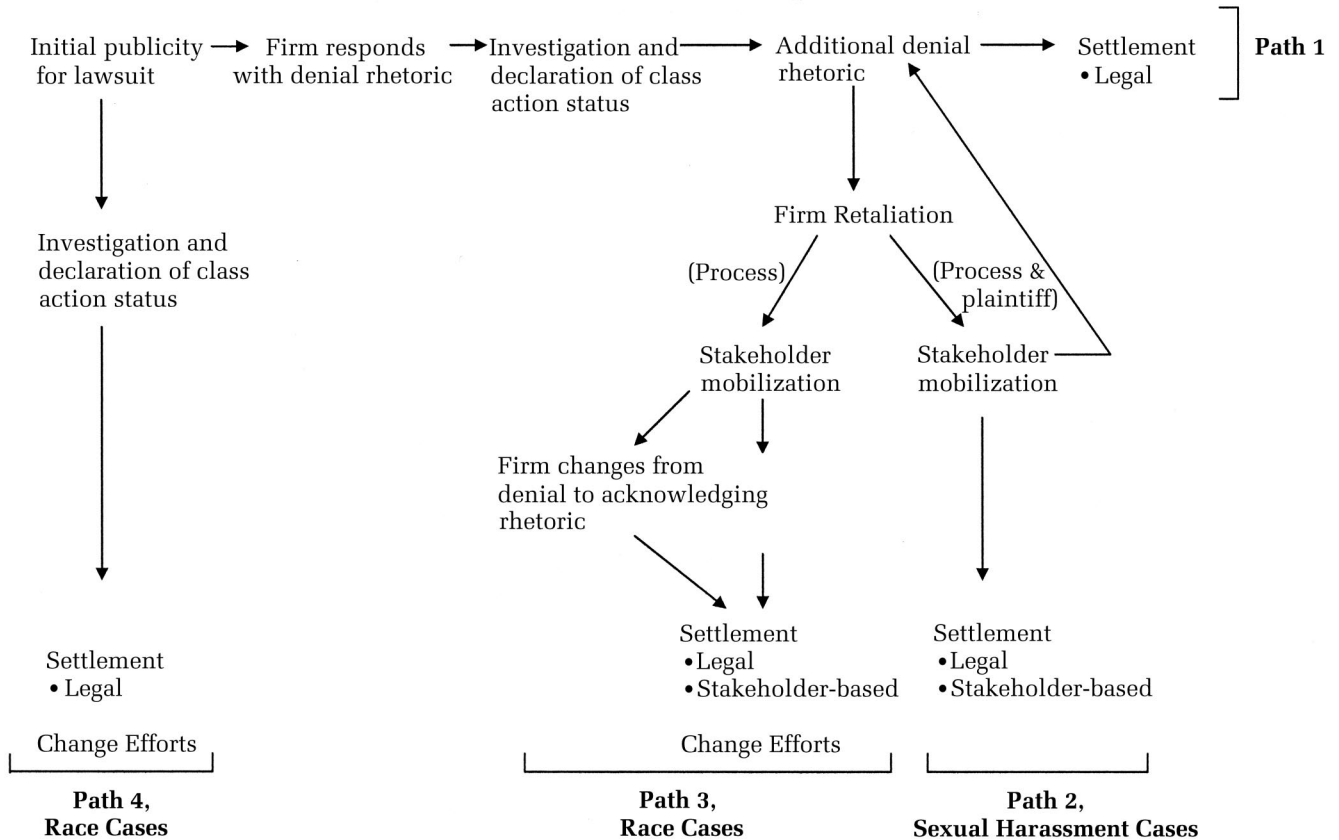 Initial publicity
for lawsuit
Firm responds
with denial rhetoric
Investigation and
declaration of class
action status
Additional denial
rhetoric
Settlement
• Legal
Path 1
Firm Retaliation
Investigation and
declaration of class
action status
(Process)
(Process &
plaintiff)
Stakeholder
mobilization
Stakeholder
mobilization
Firm changes from
denial to acknowledging
rhetoric
Settlement
• Legal
Change Efforts
Path 4,
Race Cases
Settlement
• Legal
• Stakeholder-based
Change Efforts
Path 3,
Race Cases
Settlement
• Legal
• Stakeholder-based
Path 2,
Sexual Harassment Cases